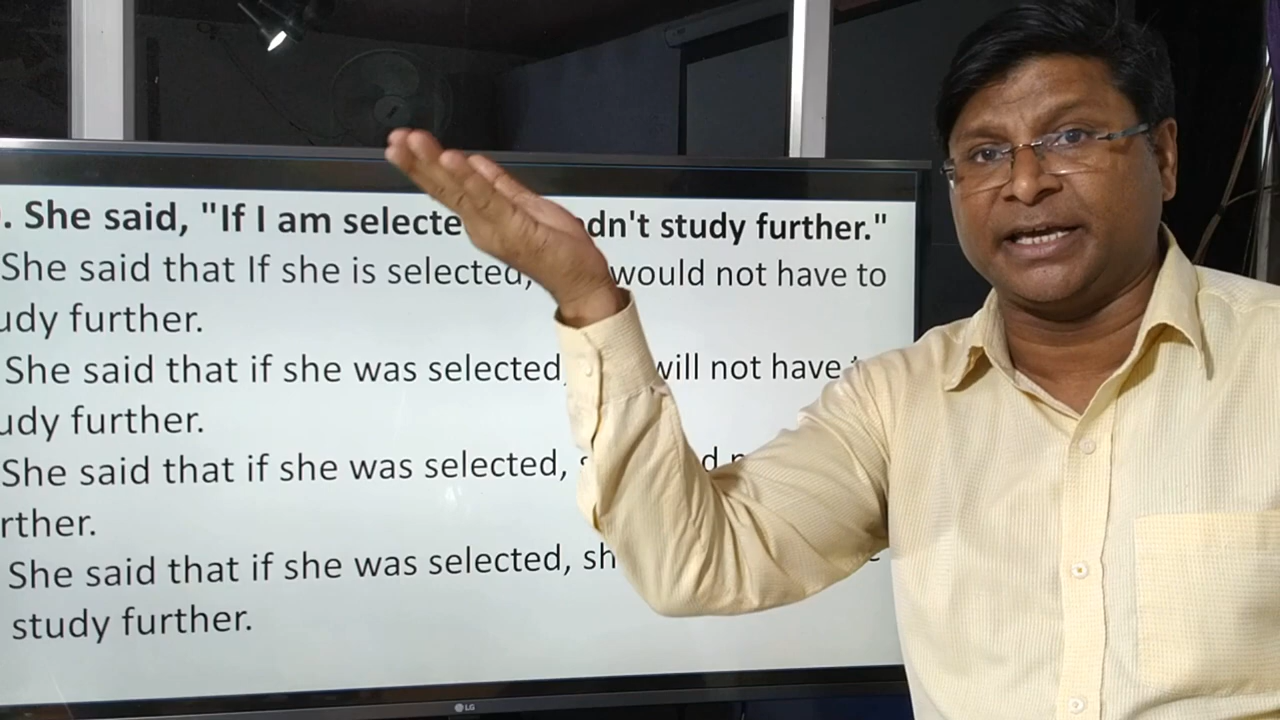 . She said, "If I am selecte dn't study further."
She said that If she is selected, would not have to
udy further.
She said that if she was selected, will not have
udy further.
She said that if she was selected,
rther.
She said that if she was selected, sh
study further.
LG